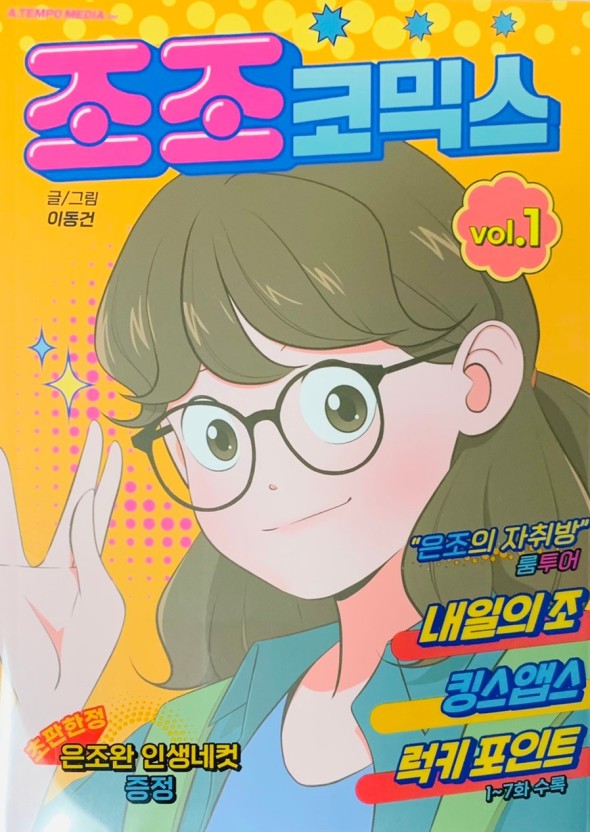 A.TEMPO MEDIA
조조코믹스
글/그림
이동건
vol.1
"은조의 자취방"
룸투어
내일의 조
킹스앱스
럭키 포인트
1~7화 수록
초판한정
은조완 인생네컷
증정